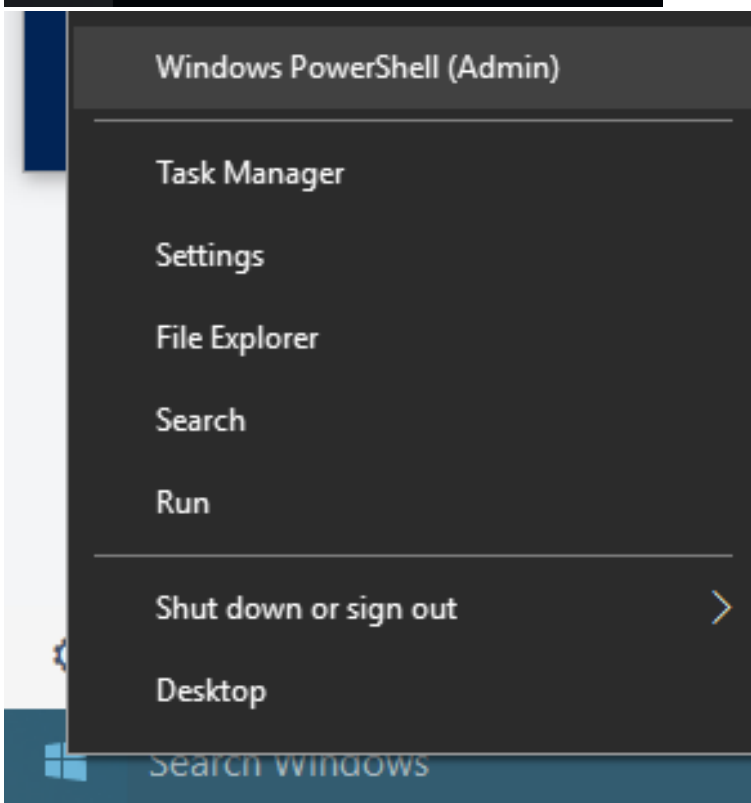 Windows PowerShell (Admin)
Task Manager
Settings
File Explorer
Search
Run
Shut down or sign out
Desktop
Search Windows